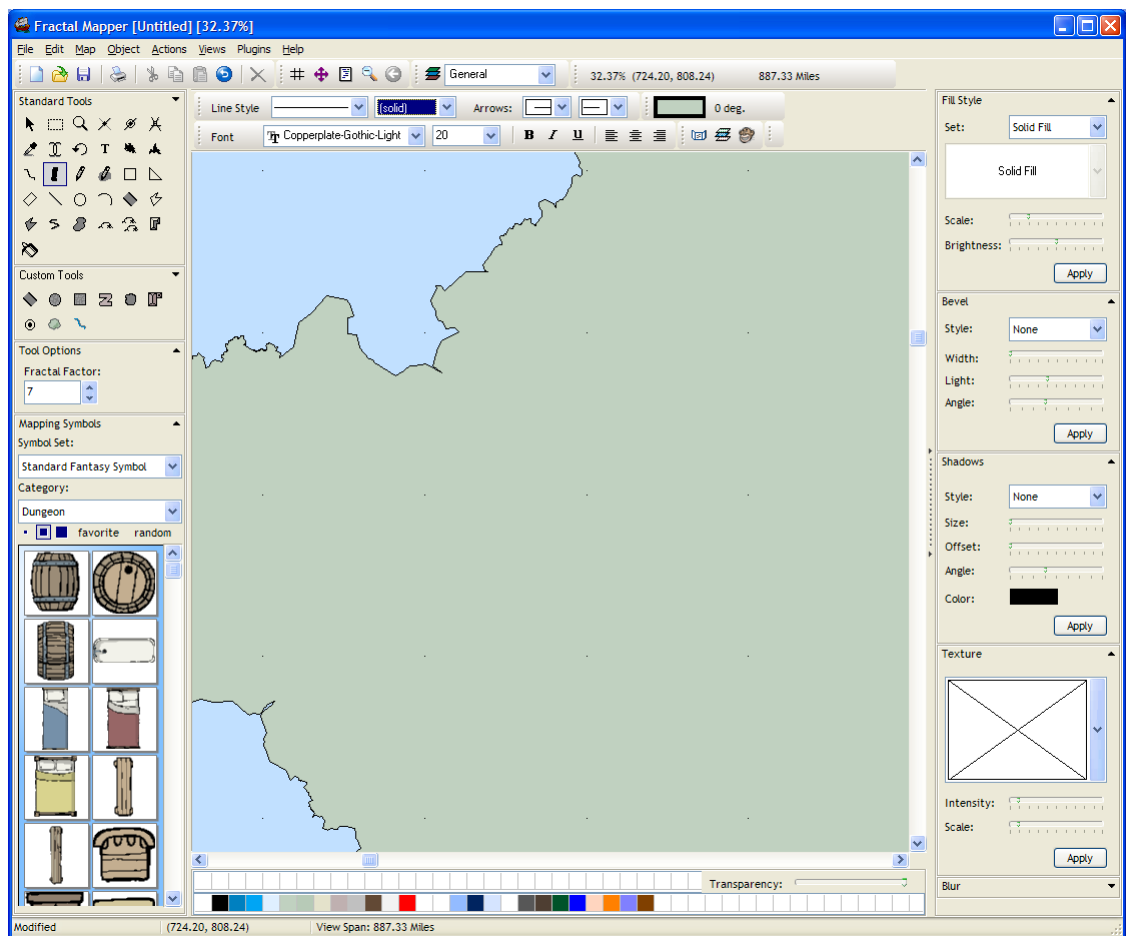 Fractal Mapper [Untitled] [32.37%]
File Edit Map Object Actions Views Plugins Help
General
32.37% (724.20, 808.24) 887.33 Miles
Standard Tools
Custom Tools
Tool Options
Fractal Factor:
7
Mapping Symbols
Symbol Set:
Standard Fantasy Symbol
Category:
Dungeon
favorite random
Line Style (solid) Arrows: 0 deg.
Font Copperplate-Gothic-Light 20 B I U
Transparency:
Fill Style
Set: Solid Fill
Solid Fill
Scale:
Brightness:
Apply
Bevel
Style: None
Width:
Light:
Angle:
Apply
Shadows
Style: None
Size:
Offset:
Angle:
Color:
Apply
Texture
Intensity:
Scale:
Apply
Blur
Modified (724.20, 808.24) View Span: 887.33 Miles